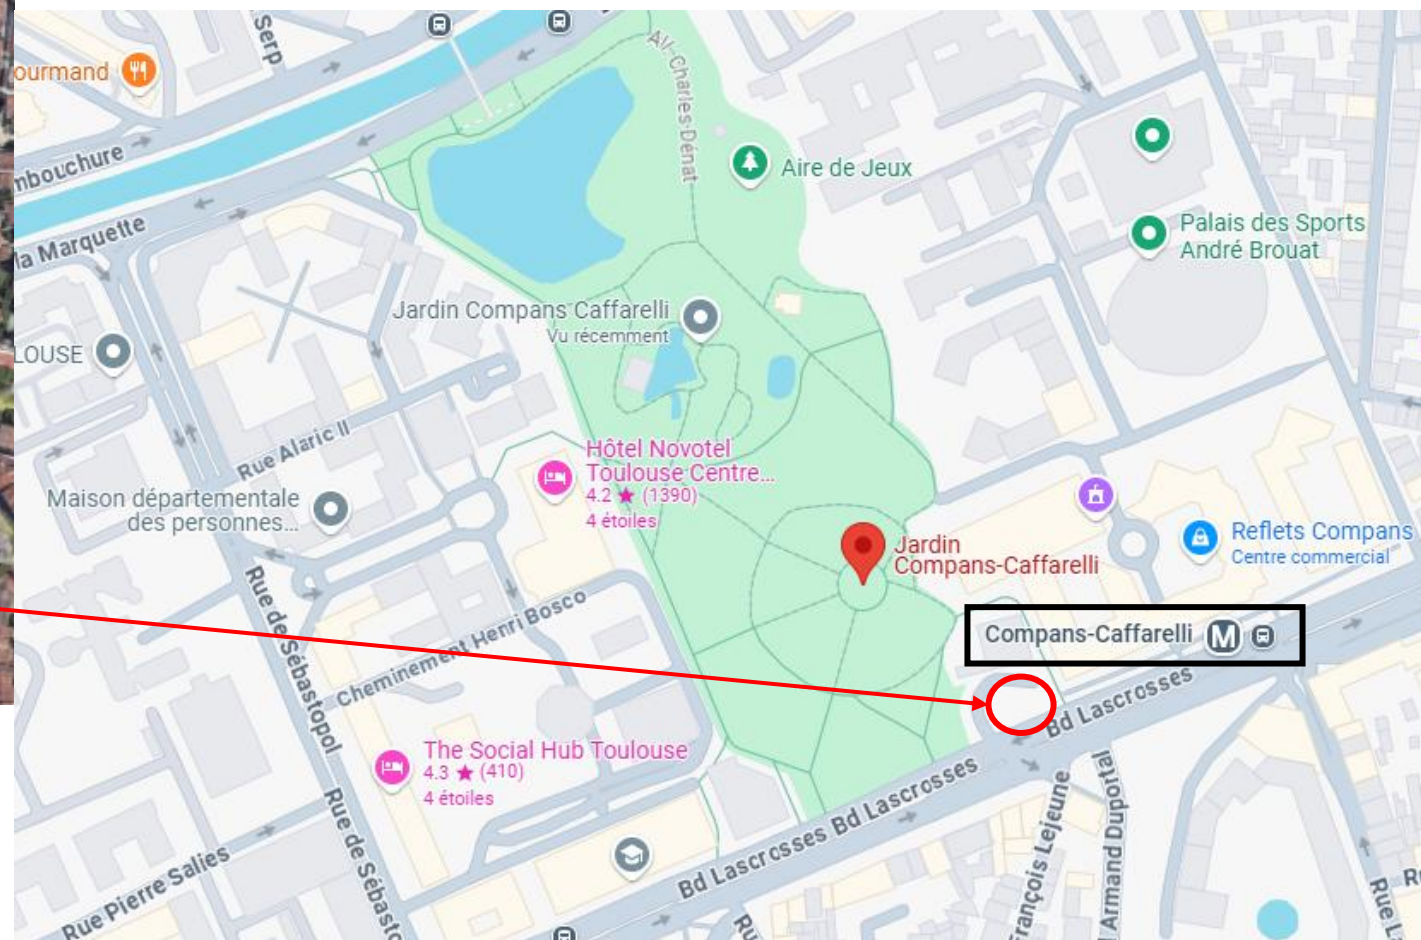 Serp
ourmand
Av. Charles Dénat
mbouchure
Aire de Jeux
la Marquette
Palais des Sports
André Brouat
Jardin Compans Caffarelli
Vu récemment
LOUSE
Rue Alaric II
Hôtel Novotel
Toulouse Centre...
4.2 ★ (1390)
4 étoiles
Maison départementale
des personnes...
Reflets Compans
Centre commercial
Jardin
Compans-Caffarelli
Rue de Sébastopol
Cheminement Henri Bosco
Compans-Caffarelli M
Bd Lascrosses
The Social Hub Toulouse
4.3 ★ (410)
4 étoiles
Bd Lascrosses
Bd Lascrosses
Rue de Sébasto
Rue Pierre Salies
François Lejeune
Armand Duportal
Ru
Rue L
R